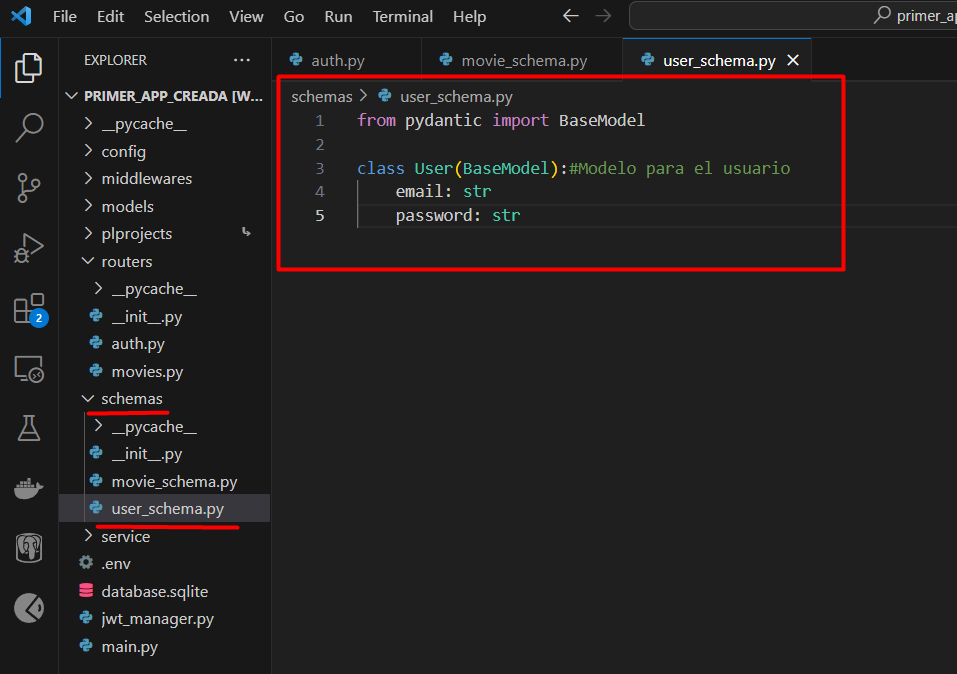 File Edit Selection View Go Run Terminal Help primer_ap
EXPLORER ...
auth.py movie_schema.py user_schema.py
PRIMER_APP_CREADA [W...
__pycache__
config
middlewares
models
plprojects
routers
__pycache__
__init__.py
auth.py
movies.py
schemas
__pycache__
__init__.py
movie_schema.py
user_schema.py
service
.env
database.sqlite
jwt_manager.py
main.py
2
schemas > user_schema.py
1 from pydantic import BaseModel
2
3 class User(BaseModel):#Modelo para el usuario
4 email: str
5 password: str